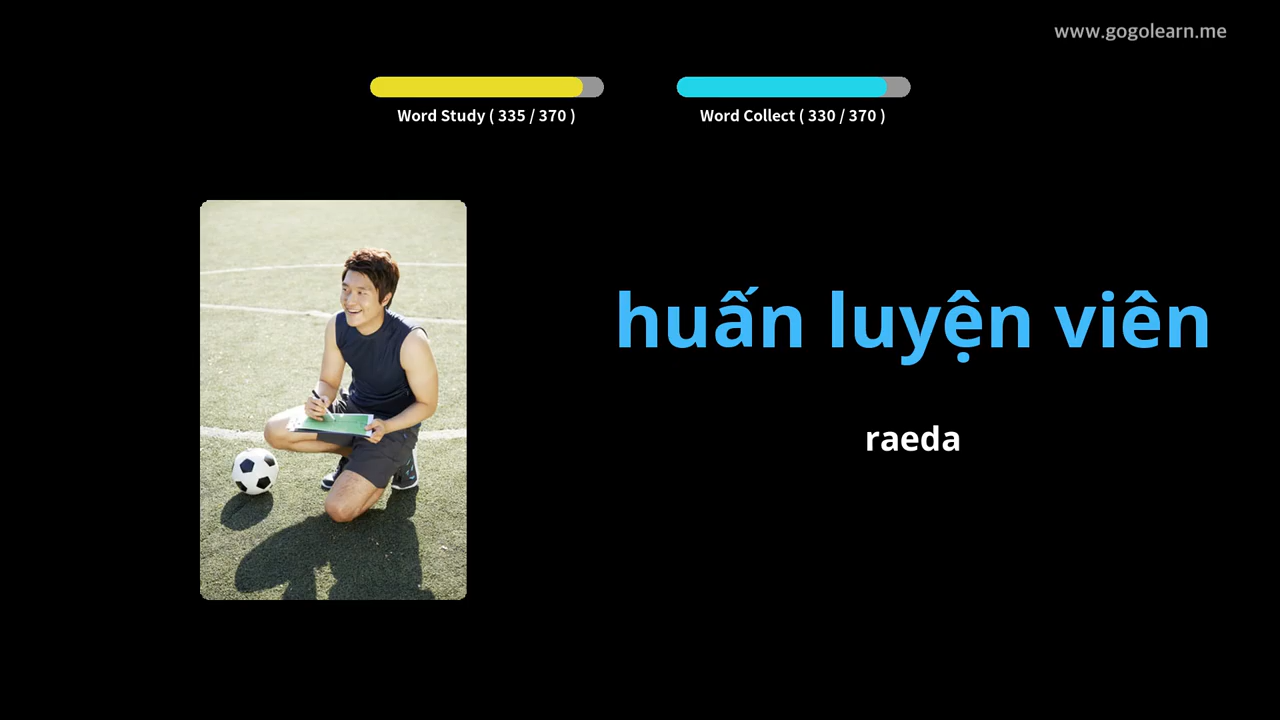 www.gogolearn.me
Word Study ( 335 / 370 )
Word Collect ( 330 / 370 )
huấn luyện viên
raeda